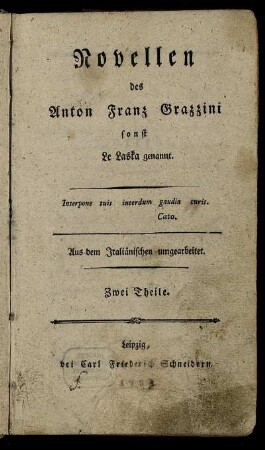 Novellen
des
Anton Franz Grazzini
sonst
Le Laska genannt.
Interpone tuis interdum gaudia curis.
Cato.
Aus dem Italiänischen umgearbeitet.
Zwei Theile.
Leipzig,
bei Carl Friederich Schneidern